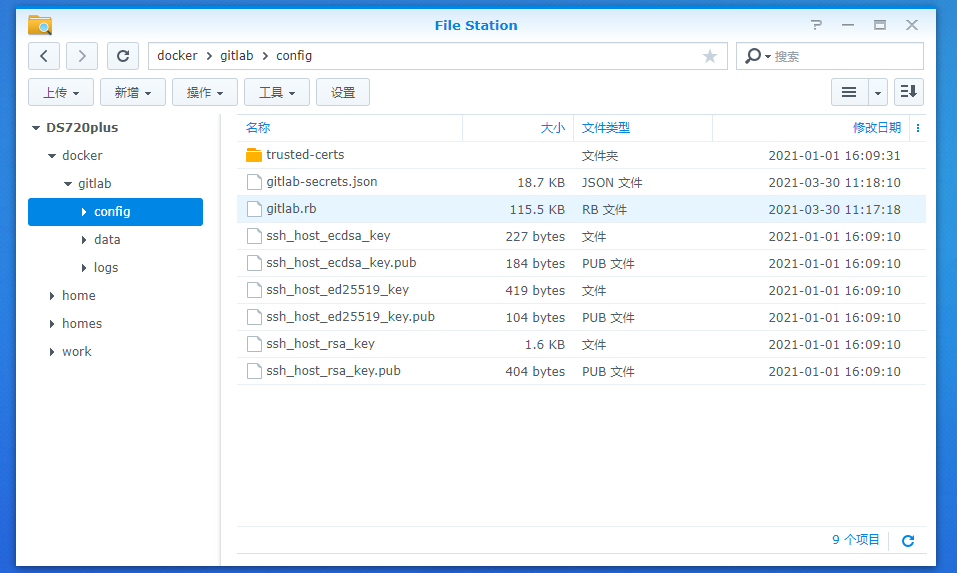 File Station
docker > gitlab > config
搜索
上传 新增 操作 工具 设置
DS720plus
docker
gitlab
config
data
logs
home
homes
work
名称 大小 文件类型 修改日期
trusted-certs 文件夹 2021-01-01 16:09:31
gitlab-secrets.json 18.7 KB JSON 文件 2021-03-30 11:18:10
gitlab.rb 115.5 KB RB 文件 2021-03-30 11:17:18
ssh_host_ecdsa_key 227 bytes 文件 2021-01-01 16:09:10
ssh_host_ecdsa_key.pub 184 bytes PUB 文件 2021-01-01 16:09:10
ssh_host_ed25519_key 419 bytes 文件 2021-01-01 16:09:10
ssh_host_ed25519_key.pub 104 bytes PUB 文件 2021-01-01 16:09:10
ssh_host_rsa_key 1.6 KB 文件 2021-01-01 16:09:10
ssh_host_rsa_key.pub 404 bytes PUB 文件 2021-01-01 16:09:10
9 个项目